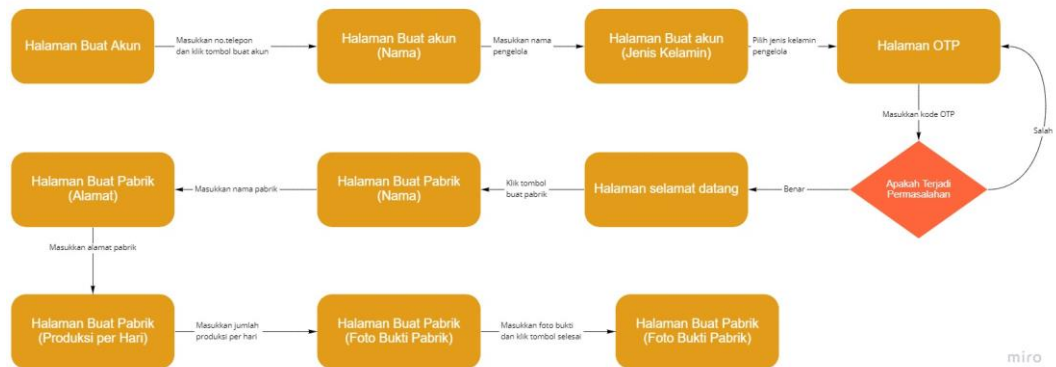 Halaman Buat Akun
Masukkan no.telepon
dan klik tombol buat akun
Halaman Buat akun
(Nama)
Masukkan nama
pengelola
Halaman Buat akun
(Jenis Kelamin)
Pilih jenis kelamin
pengelola
Halaman OTP
Masukkan kode OTP
Salah
Apakah Terjadi
Permasalahan
Benar
Halaman selamat datang
Klik tombol
buat pabrik
Halaman Buat Pabrik
(Nama)
Masukkan nama pabrik
Halaman Buat Pabrik
(Alamat)
Masukkan alamat pabrik
Halaman Buat Pabrik
(Produksi per Hari)
Masukkan jumlah
produksi per hari
Halaman Buat Pabrik
(Foto Bukti Pabrik)
Masukkan foto bukti
dan klik tombol selesai
Halaman Buat Pabrik
(Foto Bukti Pabrik)
miro